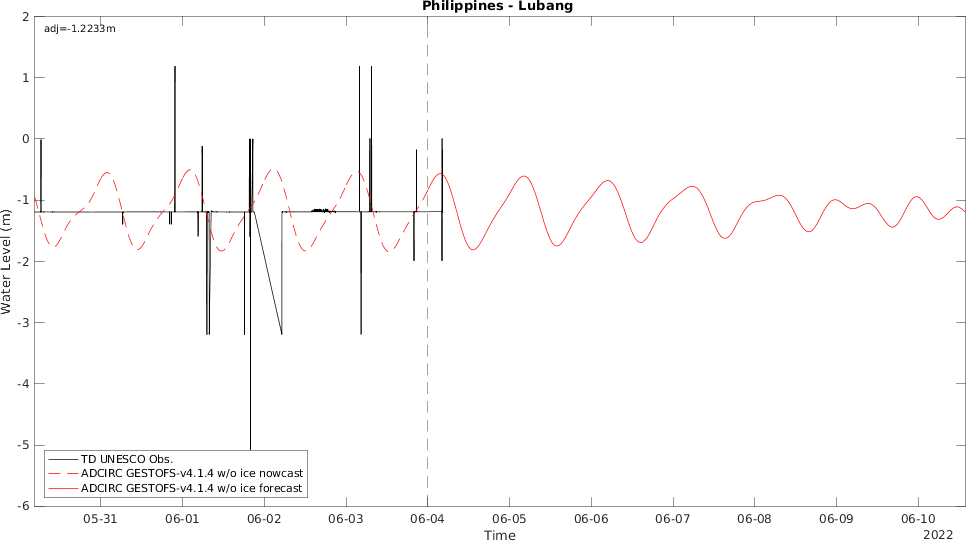 Philippines - Lubang
adj=-1.2233m
2
1
0
-1
-2
-3
-4
-5
-6
Water Level (m)
TD UNESCO Obs.
ADCIRC GESTOFS-v4.1.4 w/o ice nowcast
ADCIRC GESTOFS-v4.1.4 w/o ice forecast
05-31 06-01 06-02 06-03 06-04 06-05 06-06 06-07 06-08 06-09 06-10
Time
2022